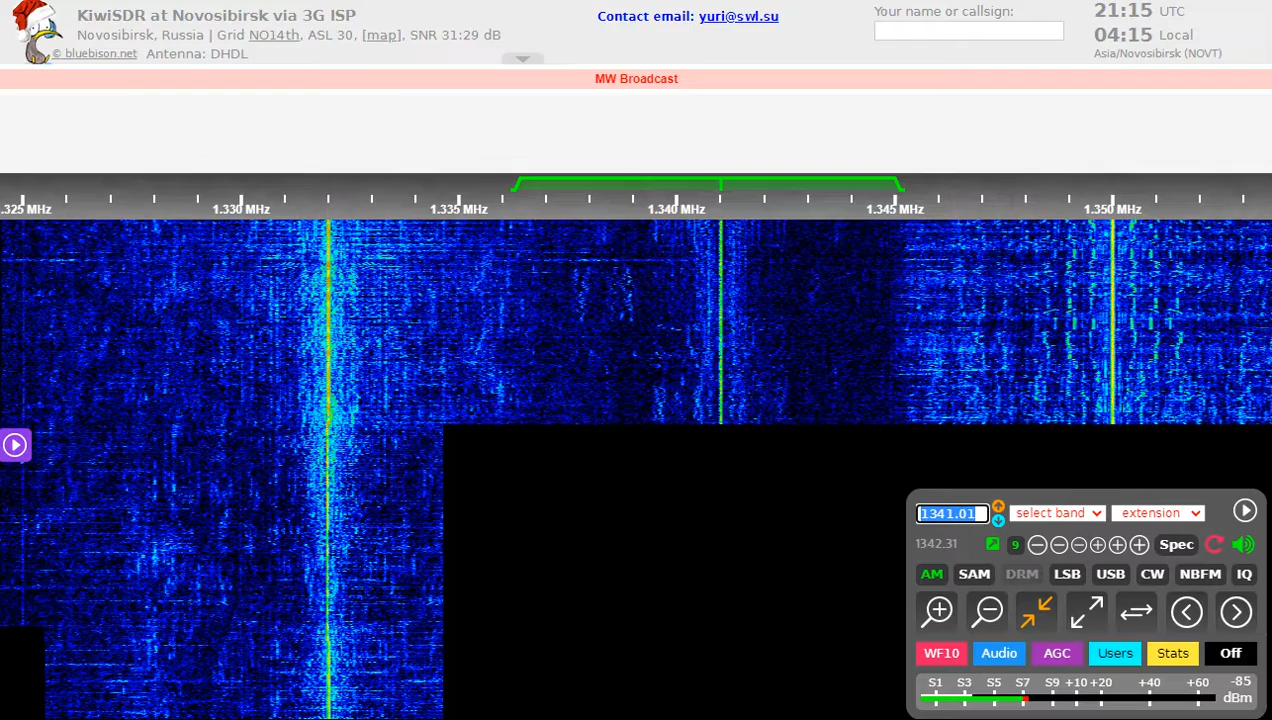 KiwiSDR at Novosibirsk via 3G ISP
Novosibirsk, Russia | Grid NO14th, ASL 30, [map], SNR 31:29 dB
© bluebison.net Antenna: DHDL
Contact email: yuri@swl.su
Your name or callsign:
21:15 UTC
04:15 Local
Asia/Novosibirsk (NOVT)
MW Broadcast
.325 MHz 1.330 MHz 1.335 MHz 1.340 MHz 1.345 MHz 1.350 MHz
1341.01 select band extension
1342.31 9 Spec
AM SAM DRM LSB USB CW NBFM IQ
WF10 Audio AGC Users Stats Off
S1 S3 S5 S7 S9 +10 +20 +40 +60 -85
dBm